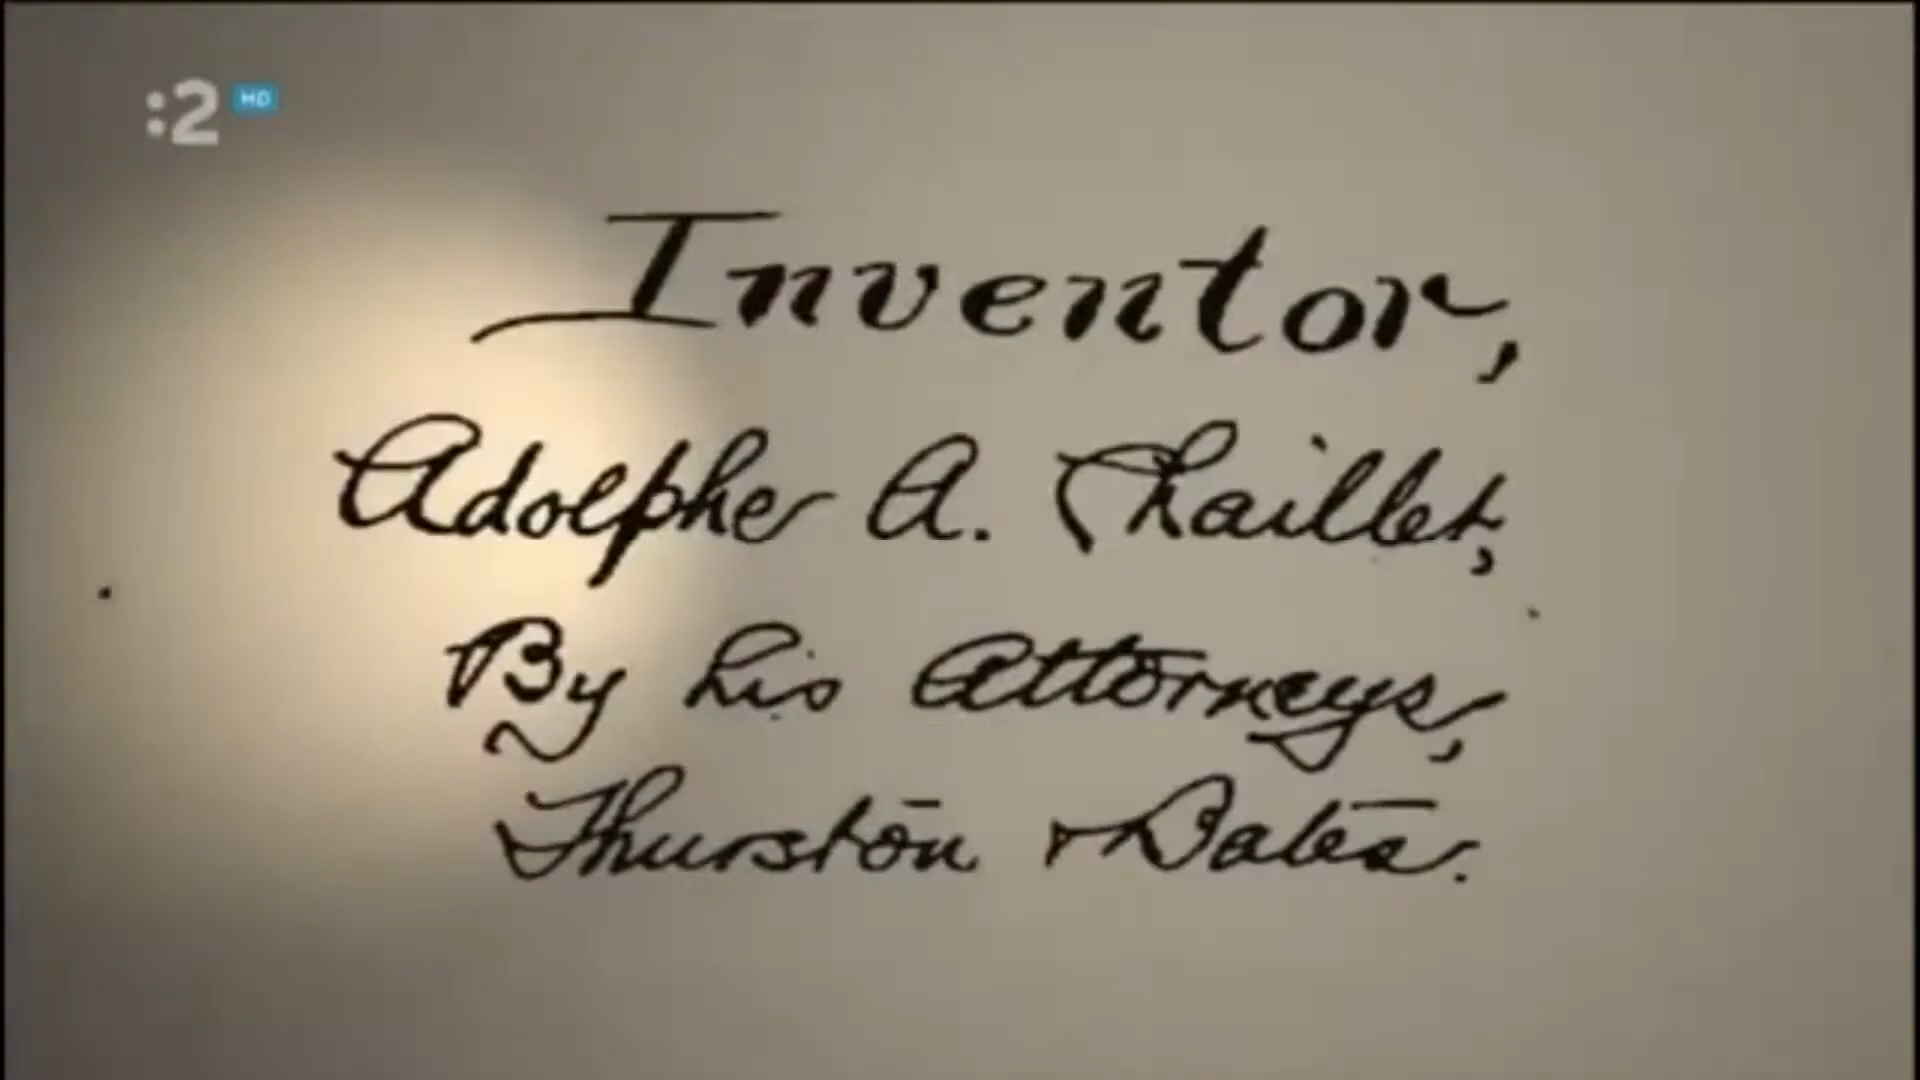 :2 HD
Inventor,
Adolphe A. Chaillet,
By his Attorneys,
Thurston & Bates.